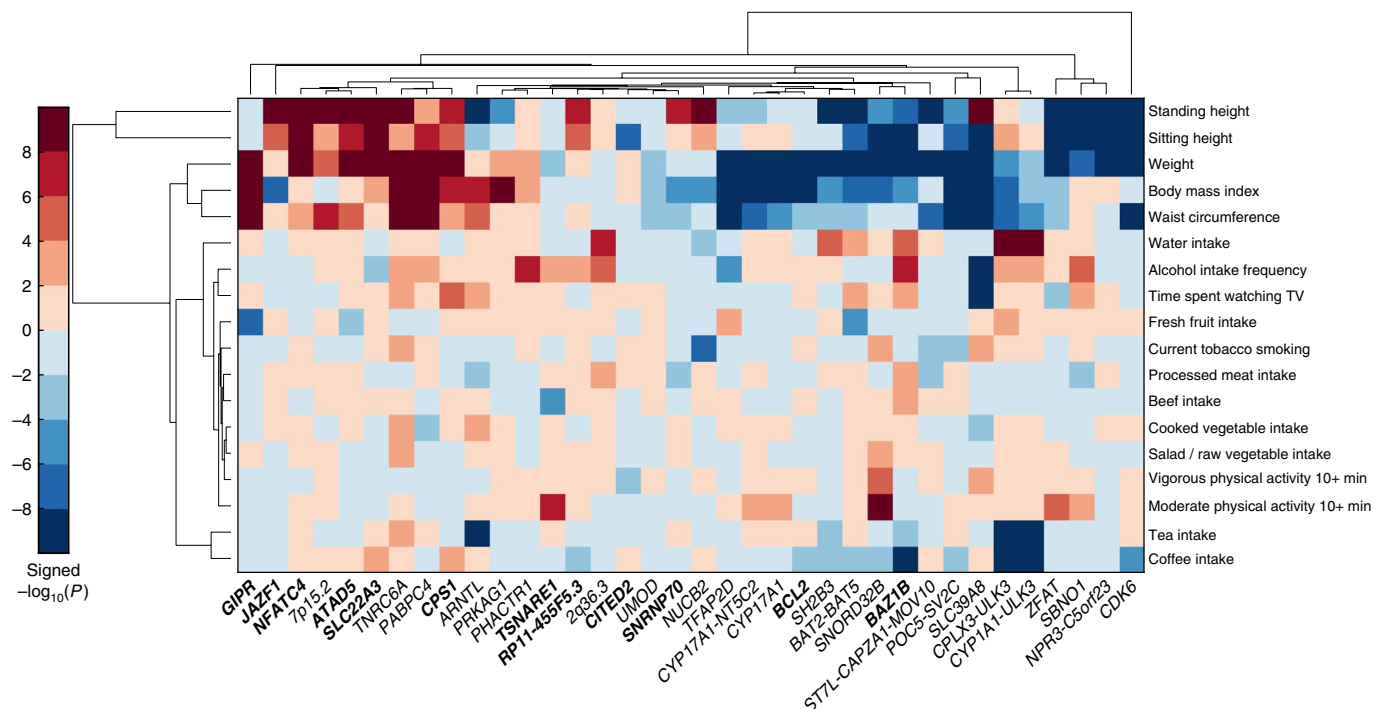 Standing height
8
Sitting height
Weight
6
Body mass index
Waist circumference
4
Water intake
2
Alcohol intake frequency
Time spent watching TV
0
Fresh fruit intake
Current tobacco smoking
−2
Processed meat intake
Beef intake
−4
Cooked vegetable intake
Salad / raw vegetable intake
−6
Vigorous physical activity 10+ min
−8
Moderate physical activity 10+ min
Tea intake
Coffee intake
Signed
−log10(P)
GIPR
JAZF1
NFATC4
7p15.2
ATAD5
SLC22A3
TNRC6A
PABPC4
CPS1
ARNTL
PRKAG1
PHACTR1
TSNARE1
RP11-455F5.3
2q36.3
CITED2
UMOD
SNRNP70
NUCB2
TFAP2D
CYP17A1-NT5C2
CYP17A1
BCL2
SH2B3
BAT2-BAT5
SNORD32B
BAZ1B
ST7L-CAPZA1-MOV10
POC5-SV2C
SLC39A8
CPLX3-ULK3
CYP1A1-ULK3
ZFAT
SBNO1
NPR3-C5orf23
CDK6